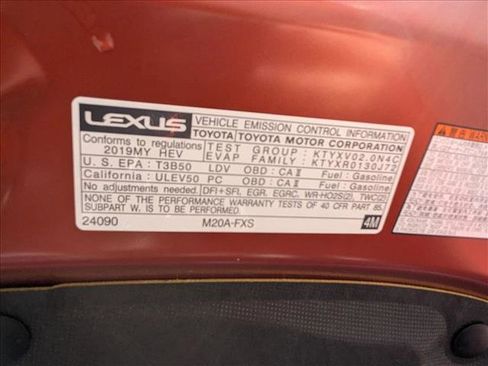 LEXUS VEHICLE EMISSION CONTROL INFORMATION
TOYOTA TOYOTA MOTOR CORPORATION
Conforms to regulations
2019MY HEV
TEST GROUP : KTYXV02.0N4C
EVAP FAMILY : KTYXR0130J72
U.S. EPA : T3B50 LDV OBD : CA II Fuel : Gasoline
California : ULEV50 PC OBD : CA II Fuel : Gasoline
No adjustments needed. DFI+SFI, EGR, EGRC, WR-HO2S(2), TWC(2)
NONE OF THE PERFORMANCE WARRANTY TESTS OF 40 CFR PART 85,
SUBPART W, IS TO BE PERFORMED.
24090 M20A-FXS 4M